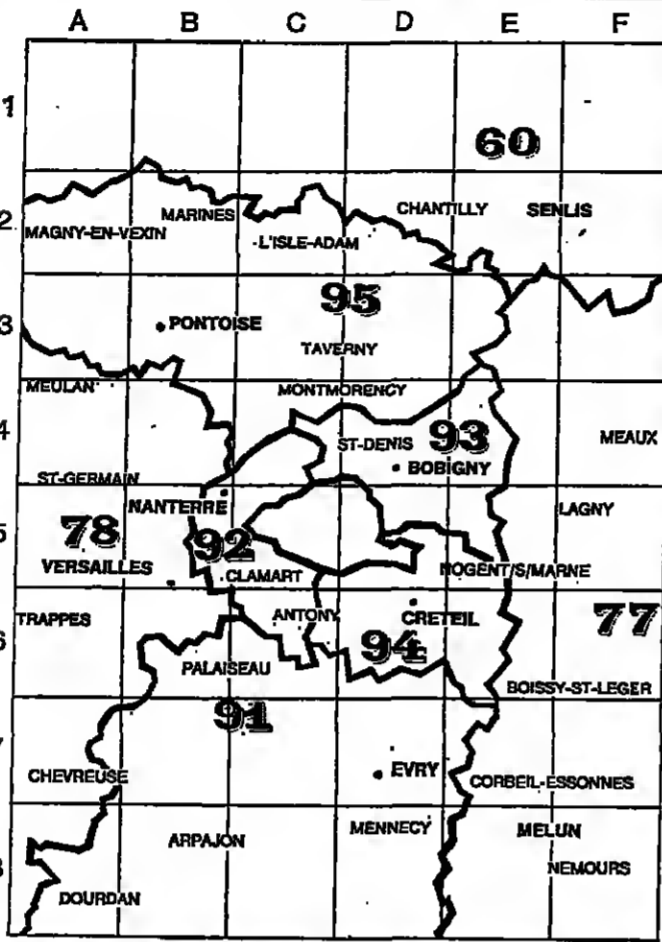 A B C D E F
1
60
2
MARINES
CHANTILLY
SENLIS
MAGNY-EN-VEXIN
L'ISLE-ADAM
95
3
PONTOISE
TAVERNY
MEULAN
MONTMORENCY
4
ST-DENIS
93
MEAUX
BOBIGNY
ST-GERMAIN
NANTERRE
LAGNY
78
5
92
VERSAILLES
CLAMART
NOGENT/S/MARNE
TRAPPES
ANTONY
CRETEIL
77
6
94
PALAISEAU
BOISSY-ST-LEGER
91
7
CHEVREUSE
EVRY
CORBEIL-ESSONNES
ARPAJON
MENNECY
MELUN
8
NEMOURS
DOURDAN